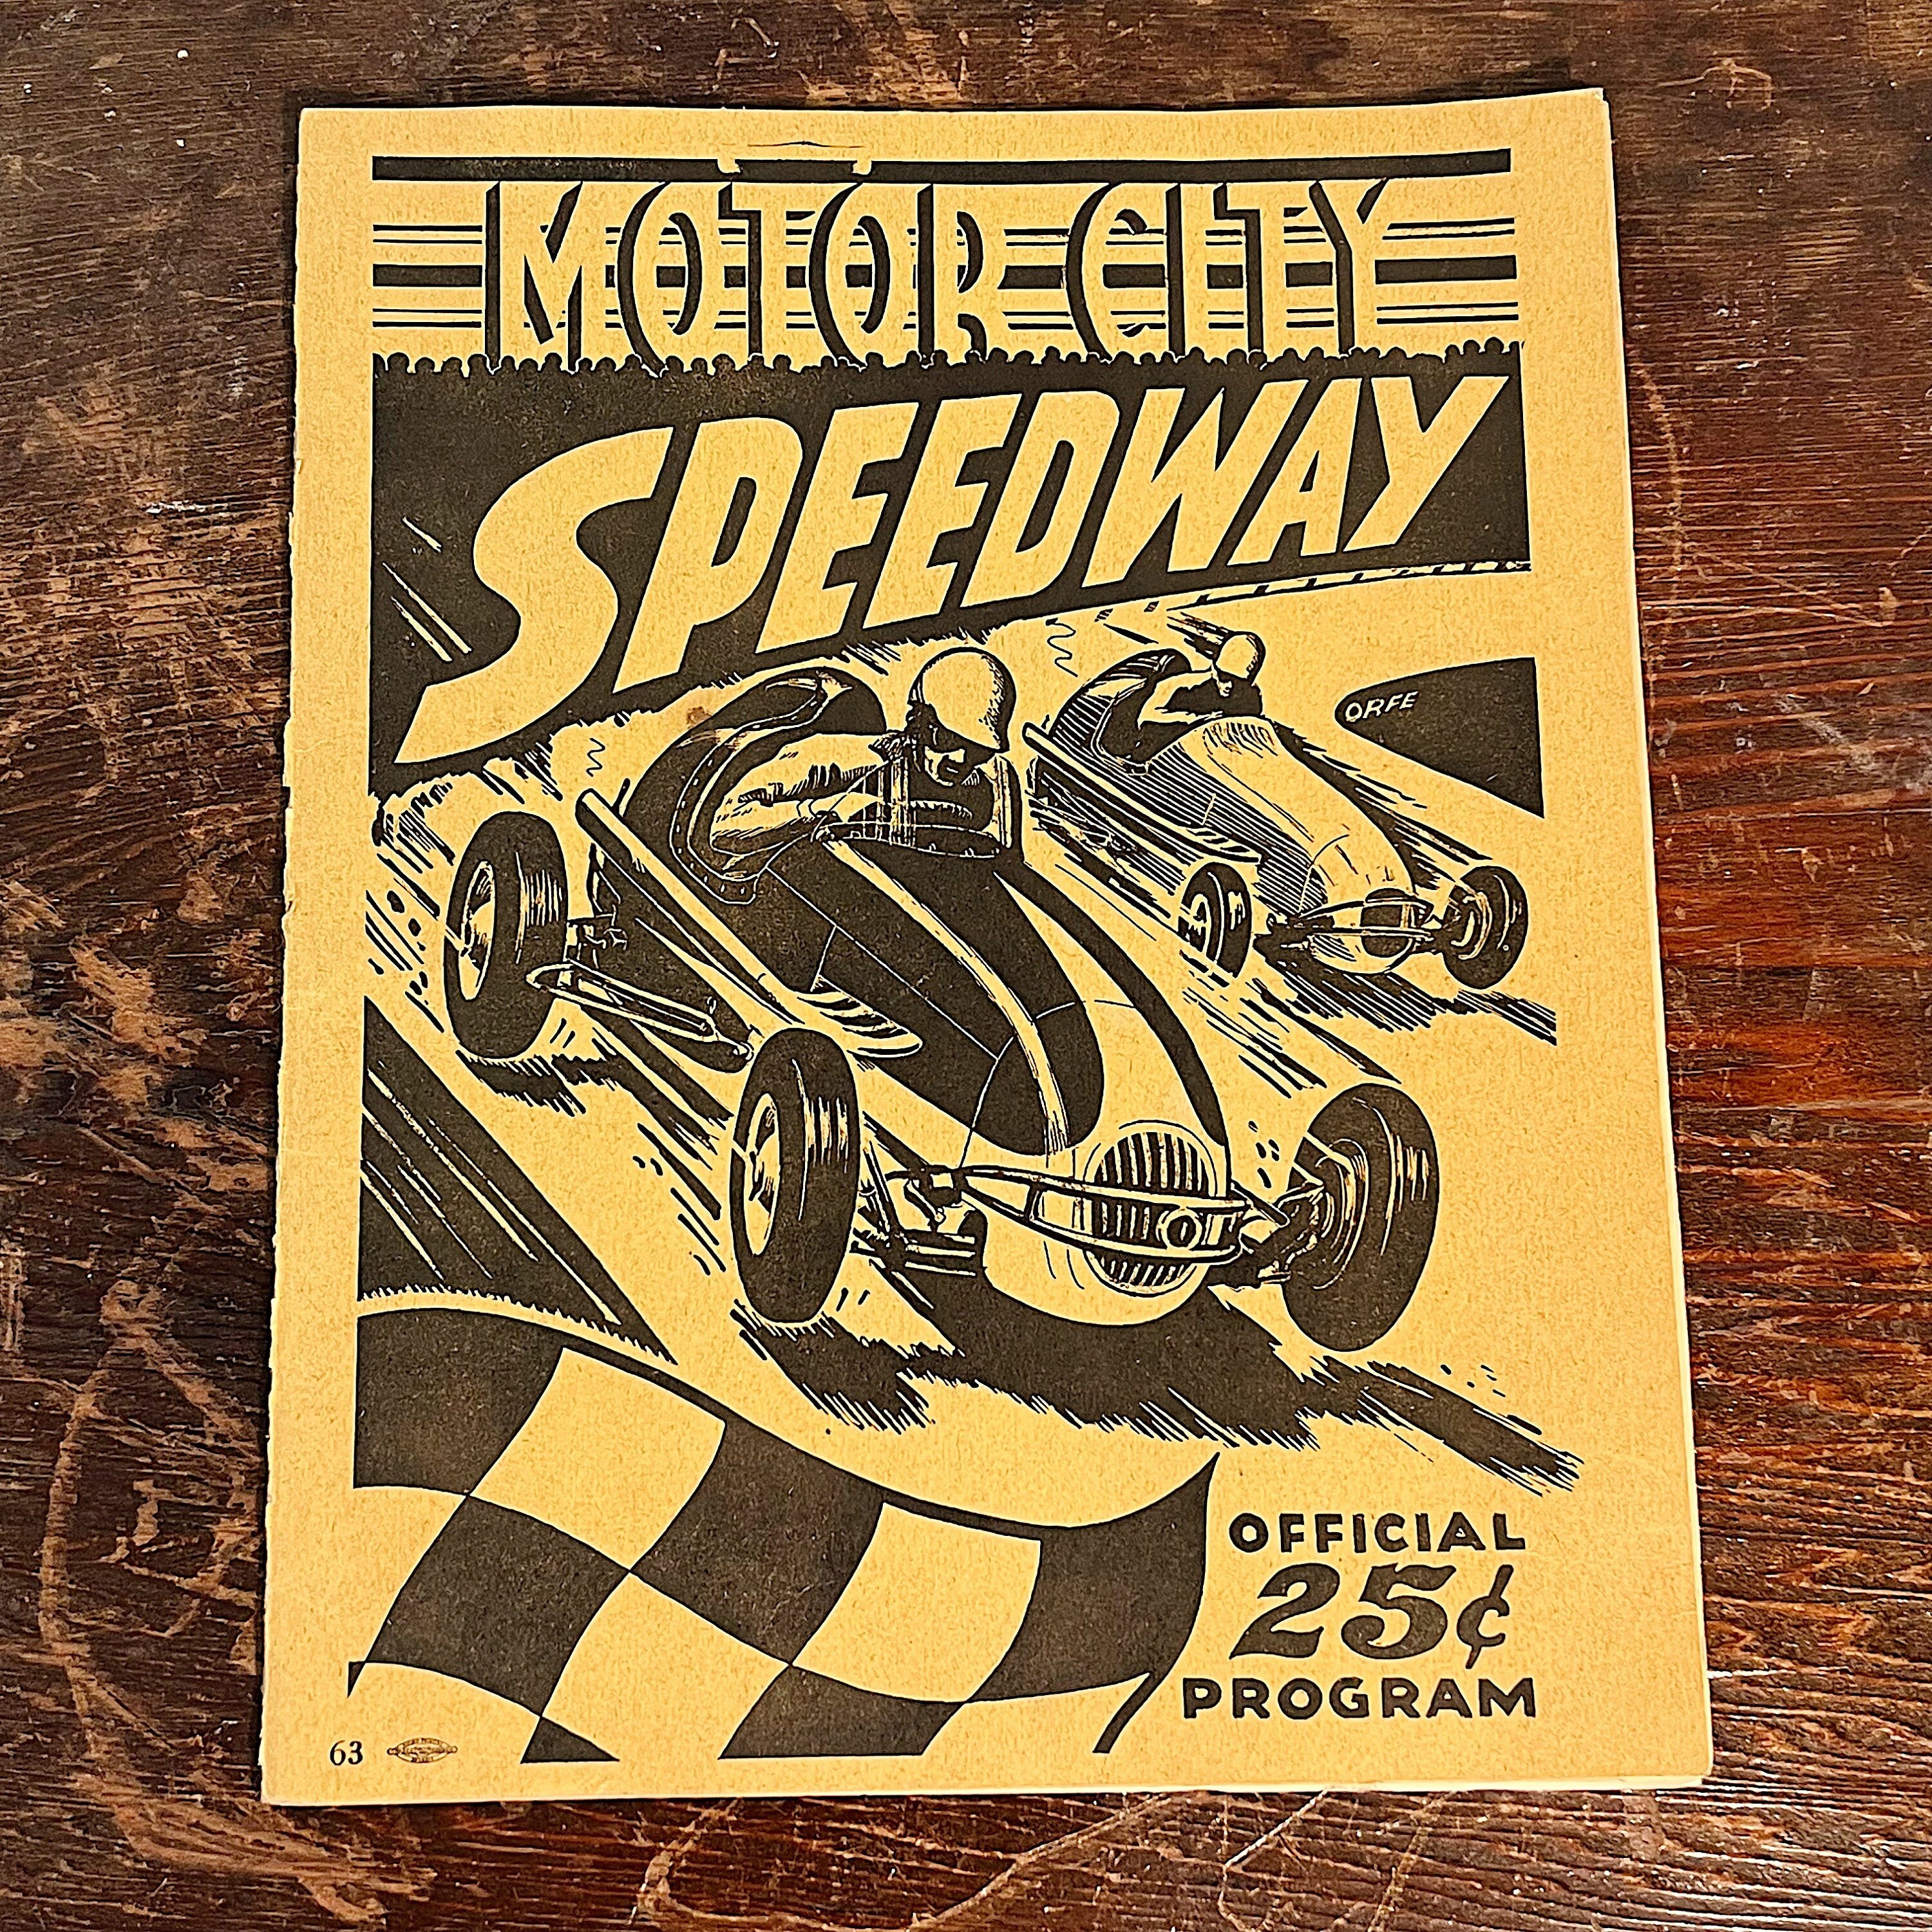 MOTOR CITY
SPEEDWAY
ORFE
OFFICIAL
25¢
PROGRAM
63